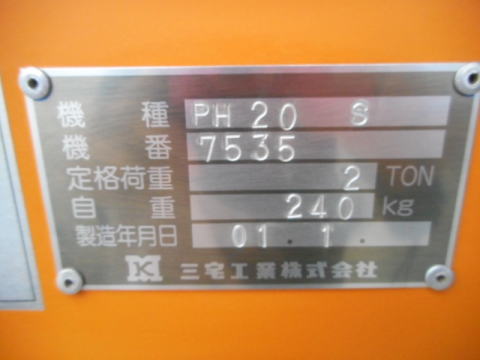 機種 PH 20 S
機番 7535
定格荷重 2 TON
自重 240 kg
製造年月日 01. 1.
三宅工業株式会社